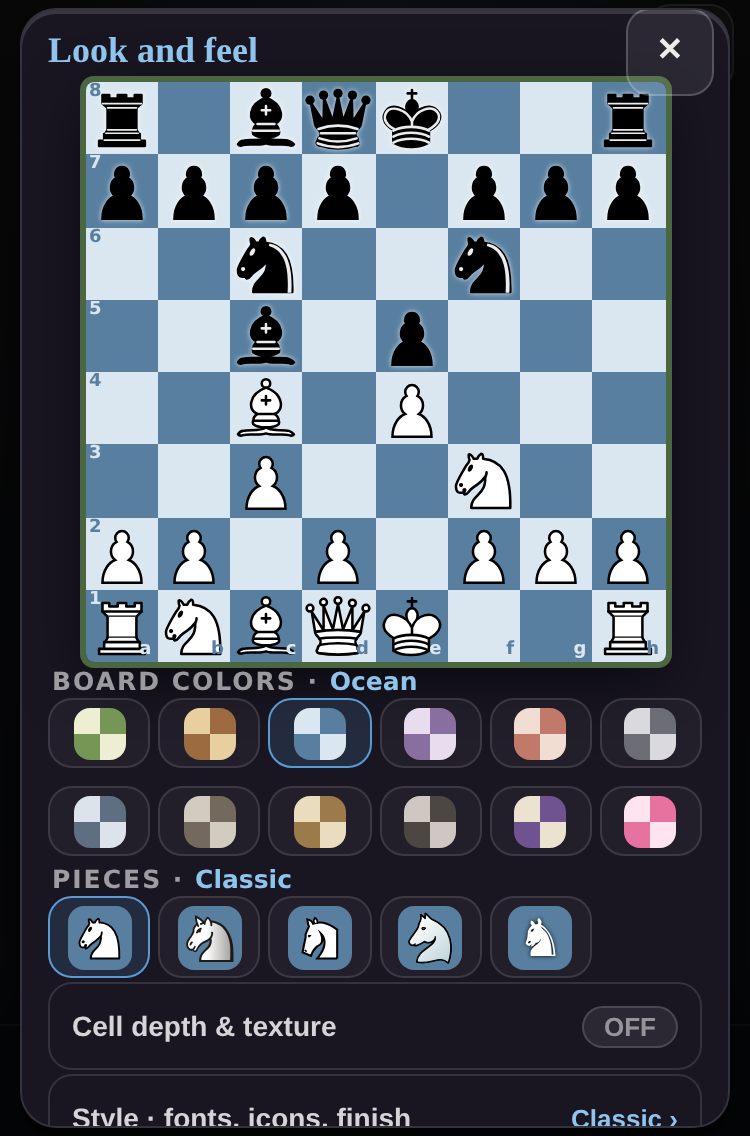 Look and feel
✕
8
7
6
5
4
3
2
1
a b c d e f g h
BOARD COLORS · Ocean
PIECES · Classic
Cell depth & texture OFF
Style · fonts, icons, finish Classic ›